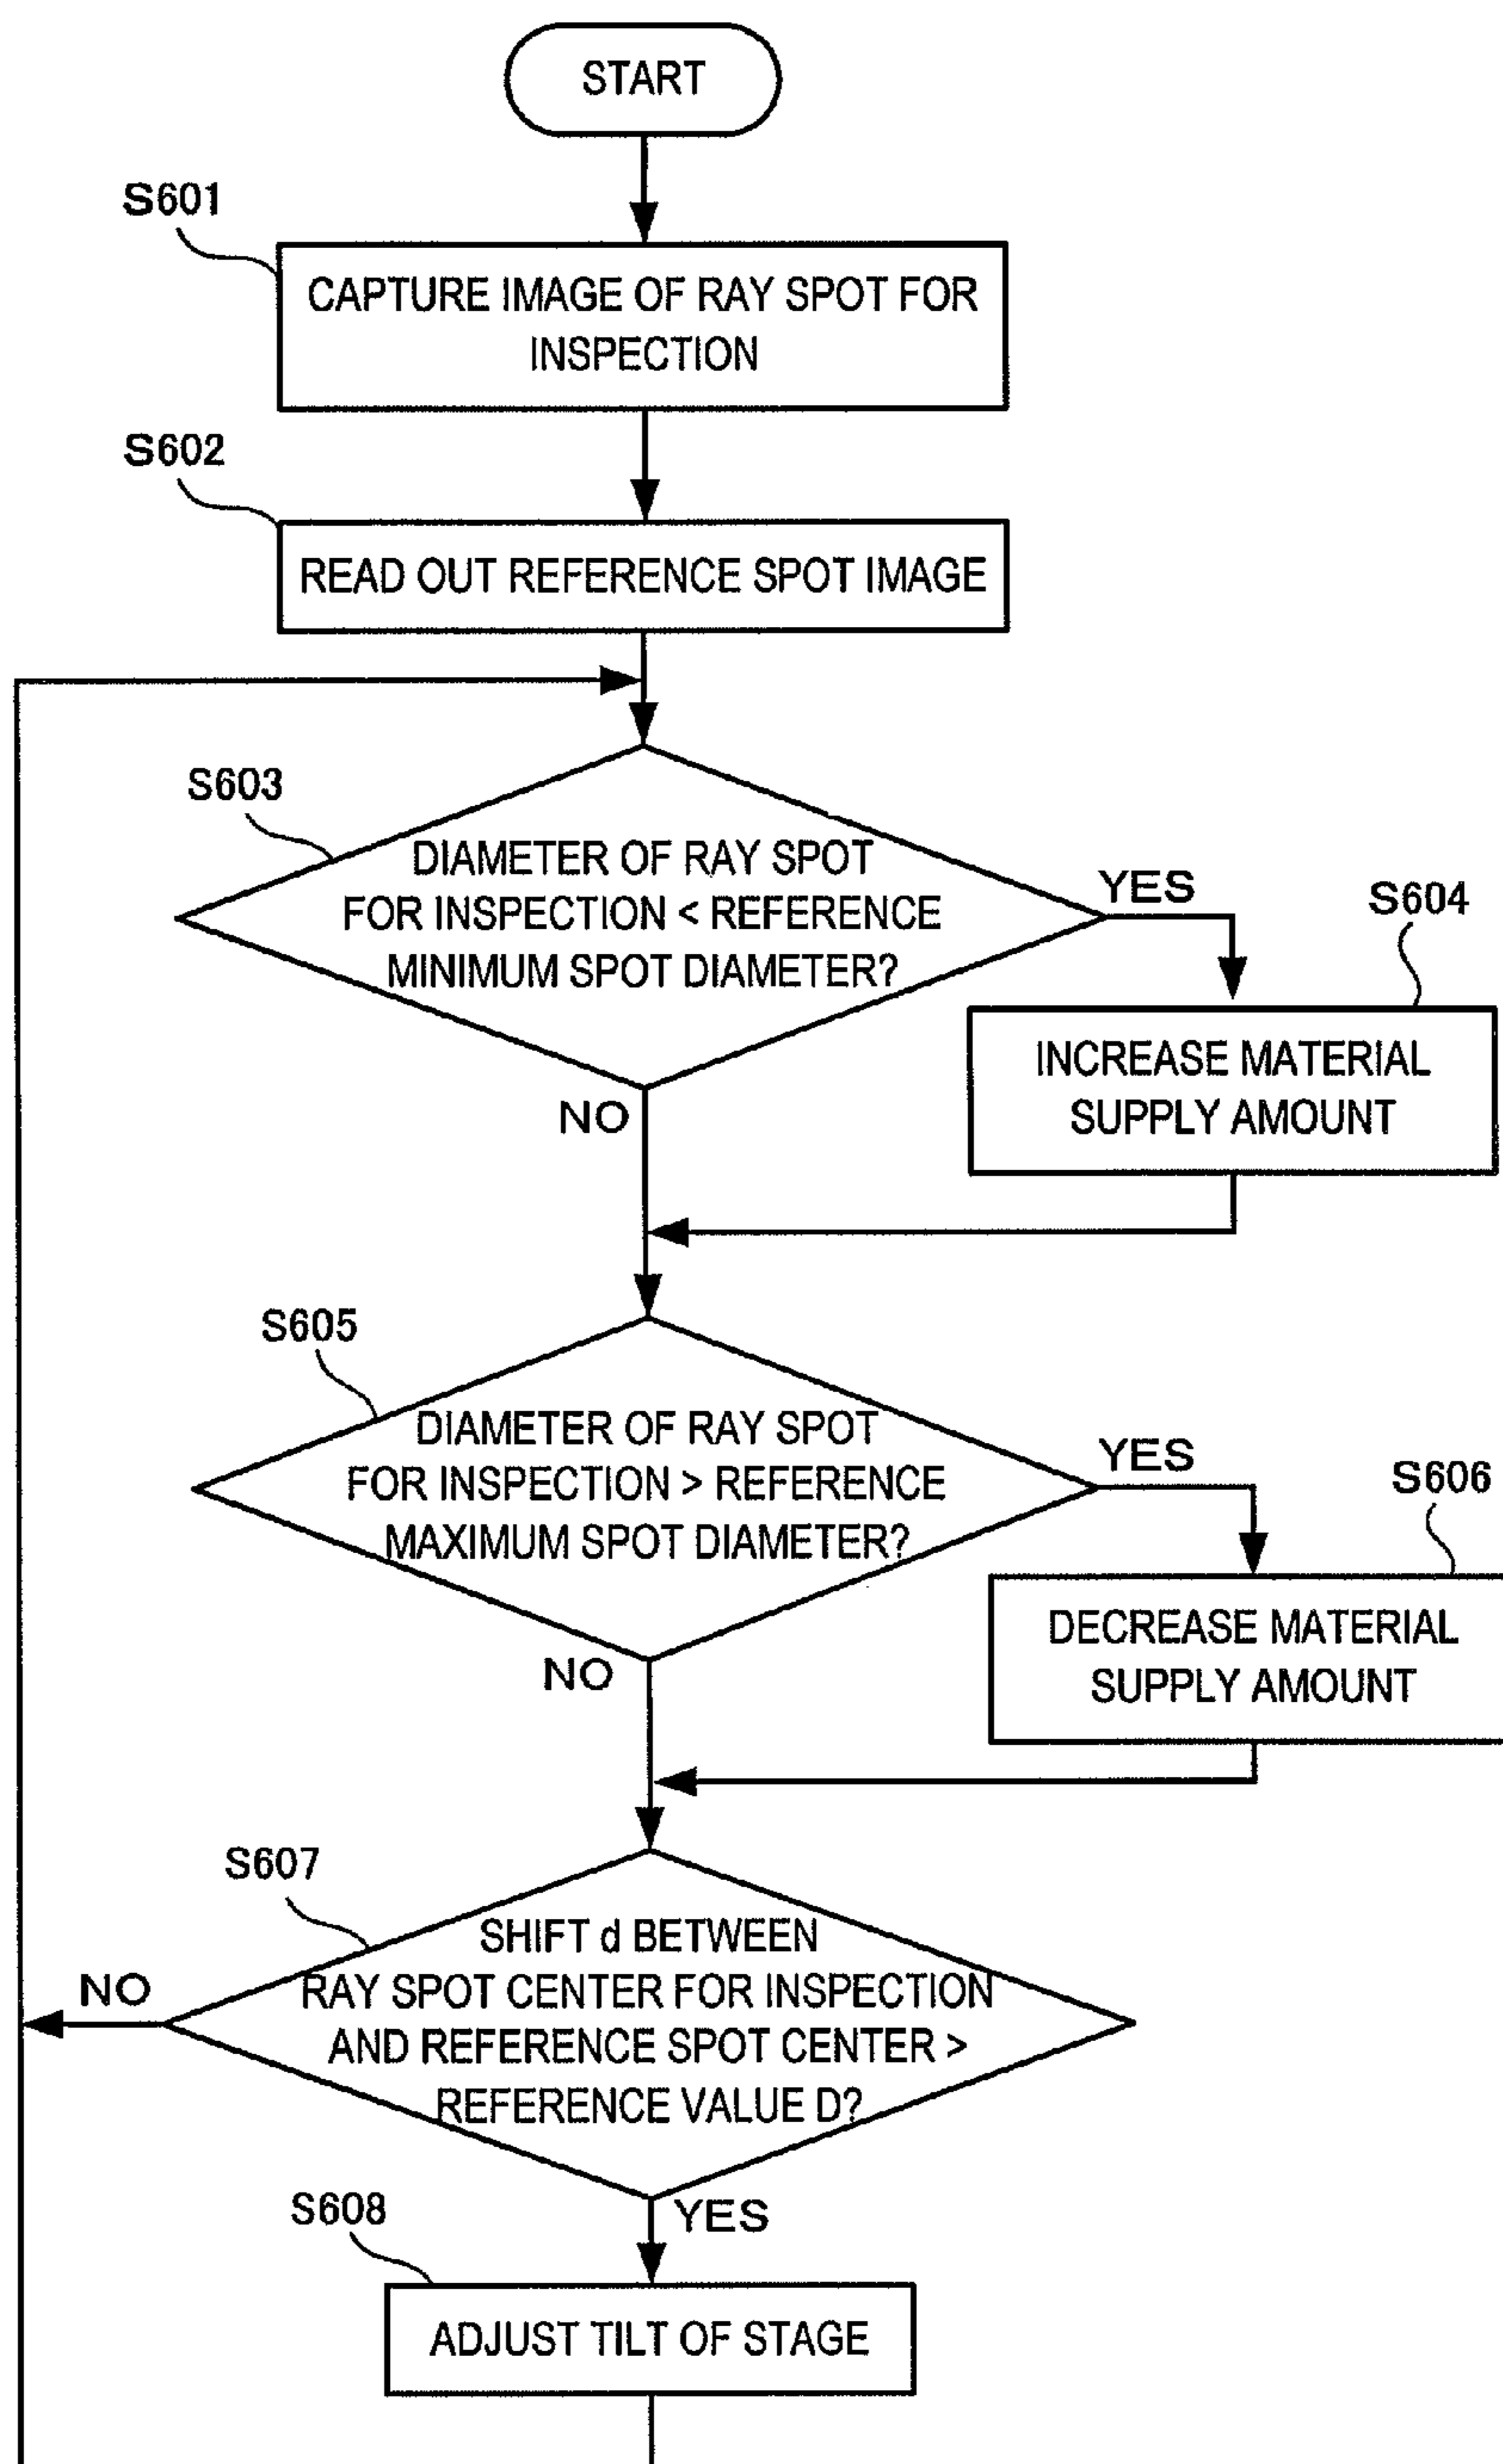 START
S601
CAPTURE IMAGE OF RAY SPOT FOR
INSPECTION
S602
READ OUT REFERENCE SPOT IMAGE
S603
DIAMETER OF RAY SPOT
FOR INSPECTION < REFERENCE
MINIMUM SPOT DIAMETER?
YES
S604
INCREASE MATERIAL
SUPPLY AMOUNT
NO
S605
DIAMETER OF RAY SPOT
FOR INSPECTION > REFERENCE
MAXIMUM SPOT DIAMETER?
YES
S606
DECREASE MATERIAL
SUPPLY AMOUNT
NO
S607
SHIFT d BETWEEN
RAY SPOT CENTER FOR INSPECTION
AND REFERENCE SPOT CENTER >
REFERENCE VALUE D?
NO
YES
S608
ADJUST TILT OF STAGE